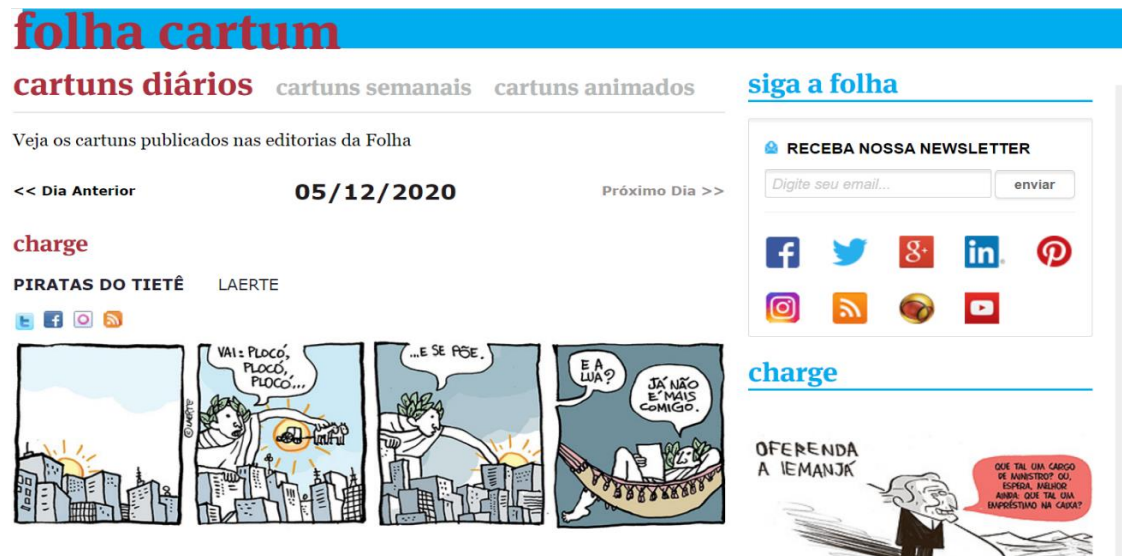 folha cartum
cartuns diários cartuns semanais cartuns animados
Veja os cartuns publicados nas editorias da Folha
<< Dia Anterior 05/12/2020 Próximo Dia >>
charge
PIRATAS DO TIETÊ LAERTE
©LAERTE
VAI: PLOCÓ,
PLOCÓ,
PLOCÓ...
...E SE PÕE.
E A
LUA?
JÁ NÃO
É MAIS
COMIGO.
siga a folha
RECEBA NOSSA NEWSLETTER
Digite seu email... enviar
f
8+
in
charge
OFERENDA
A IEMANJÁ
QUE TAL UM CARGO
DE MINISTRO? OU,
ESPERA, MELHOR
AINDA: QUE TAL UM
EMPRÉSTIMO NA CAIXA?